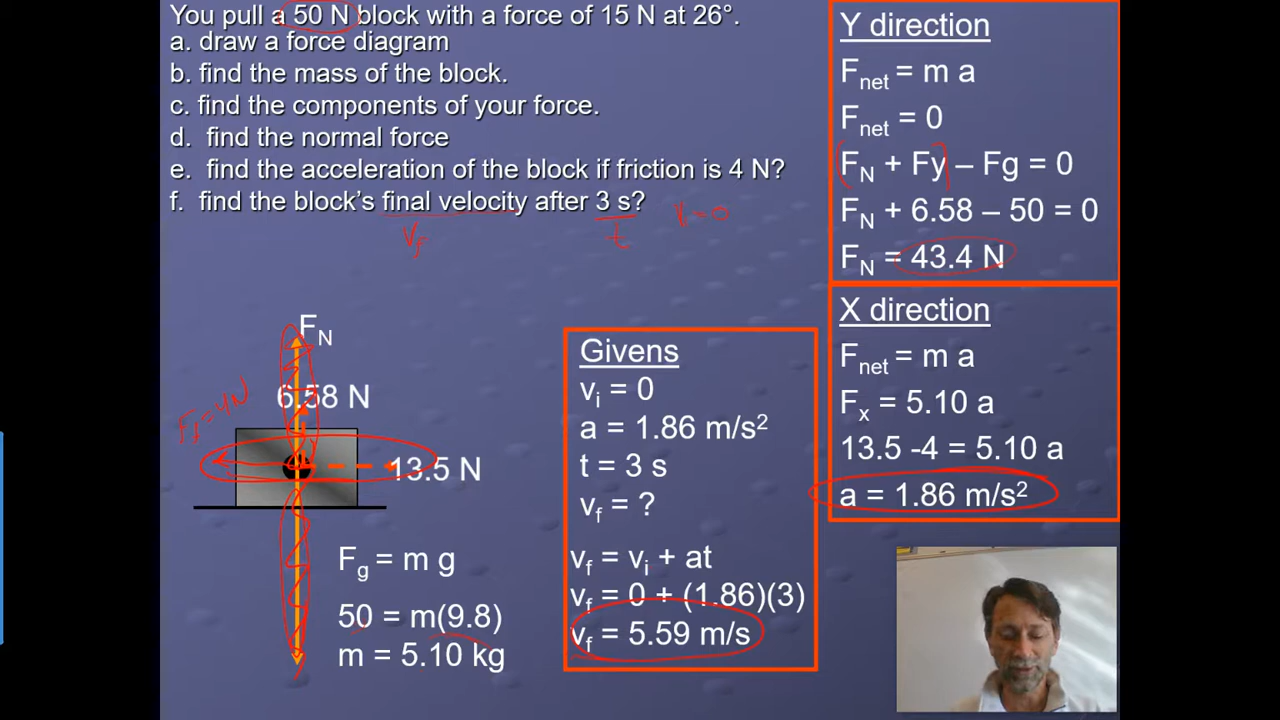 You pull a 50 N block with a force of 15 N at 26°.
a. draw a force diagram
b. find the mass of the block.
c. find the components of your force.
d. find the normal force
e. find the acceleration of the block if friction is 4 N?
f. find the block's final velocity after 3 s?
vf
t
t=0
FN
6.58 N
Ff=4N
13.5 N
Fg = m g
50 = m(9.8)
m = 5.10 kg
Givens
vi = 0
a = 1.86 m/s²
t = 3 s
vf = ?
vf = vi + at
vf = 0 + (1.86)(3)
vf = 5.59 m/s
Y direction
Fnet = m a
Fnet = 0
FN + Fy – Fg = 0
FN + 6.58 – 50 = 0
FN = 43.4 N
X direction
Fnet = m a
Fx = 5.10 a
13.5 -4 = 5.10 a
a = 1.86 m/s²